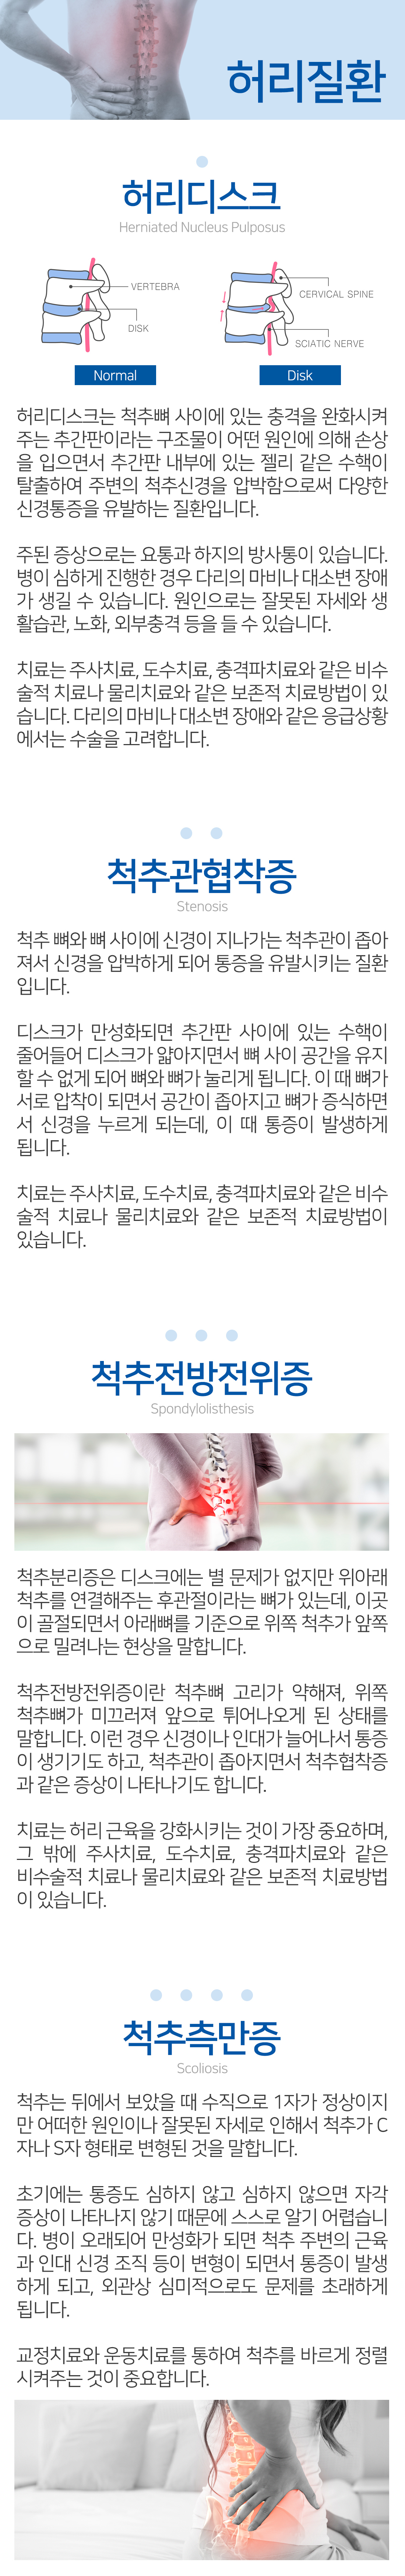 허리질환
허리디스크
Herniated Nucleus Pulposus
VERTEBRA
DISK
Normal
CERVICAL SPINE
SCIATIC NERVE
Disk
허리디스크는 척추뼈 사이에 있는 충격을 완화시켜
주는 추간판이라는 구조물이 어떤 원인에 의해 손상
을 입으면서 추간판 내부에 있는 젤리 같은 수핵이
탈출하여 주변의 척추신경을 압박함으로써 다양한
신경통증을 유발하는 질환입니다.
주된 증상으로는 요통과 하지의 방사통이 있습니다.
병이 심하게 진행한 경우 다리의 마비나 대소변 장애
가 생길 수 있습니다. 원인으로는 잘못된 자세와 생
활습관, 노화, 외부충격 등을 들 수 있습니다.
치료는 주사치료, 도수치료, 충격파치료와 같은 비수
술적 치료나 물리치료와 같은 보존적 치료방법이 있
습니다. 다리의 마비나 대소변 장애와 같은 응급상황
에서는 수술을 고려합니다.
척추관협착증
Stenosis
척추 뼈와 뼈 사이에 신경이 지나가는 척추관이 좁아
져서 신경을 압박하게 되어 통증을 유발시키는 질환
입니다.
디스크가 만성화되면 추간판 사이에 있는 수핵이
줄어들어 디스크가 얇아지면서 뼈 사이 공간을 유지
할 수 없게 되어 뼈와 뼈가 눌리게 됩니다. 이 때 뼈가
서로 압착이 되면서 공간이 좁아지고 뼈가 증식하면
서 신경을 누르게 되는데, 이 때 통증이 발생하게
됩니다.
치료는 주사치료, 도수치료, 충격파치료와 같은 비수
술적 치료나 물리치료와 같은 보존적 치료방법이
있습니다.
척추전방전위증
Spondylolisthesis
척추분리증은 디스크에는 별 문제가 없지만 위아래
척추를 연결해주는 후관절이라는 뼈가 있는데, 이곳
이 골절되면서 아래뼈를 기준으로 위쪽 척추가 앞쪽
으로 밀려나는 현상을 말합니다.
척추전방전위증이란 척추뼈 고리가 약해져, 위쪽
척추뼈가 미끄러져 앞으로 튀어나오게 된 상태를
말합니다. 이런 경우 신경이나 인대가 늘어나서 통증
이 생기기도 하고, 척추관이 좁아지면서 척추협착증
과 같은 증상이 나타나기도 합니다.
치료는 허리 근육을 강화시키는 것이 가장 중요하며,
그 밖에 주사치료, 도수치료, 충격파치료와 같은
비수술적 치료나 물리치료와 같은 보존적 치료방법
이 있습니다.
척추측만증
Scoliosis
척추는 뒤에서 보았을 때 수직으로 1자가 정상이지
만 어떠한 원인이나 잘못된 자세로 인해서 척추가 C
자나 S자 형태로 변형된 것을 말합니다.
초기에는 통증도 심하지 않고 심하지 않으면 자각
증상이 나타나지 않기 때문에 스스로 알기 어렵습니
다. 병이 오래되어 만성화가 되면 척추 주변의 근육
과 인대 신경 조직 등이 변형이 되면서 통증이 발생
하게 되고, 외관상 심미적으로도 문제를 초래하게
됩니다.
교정치료와 운동치료를 통하여 척추를 바르게 정렬
시켜주는 것이 중요합니다.